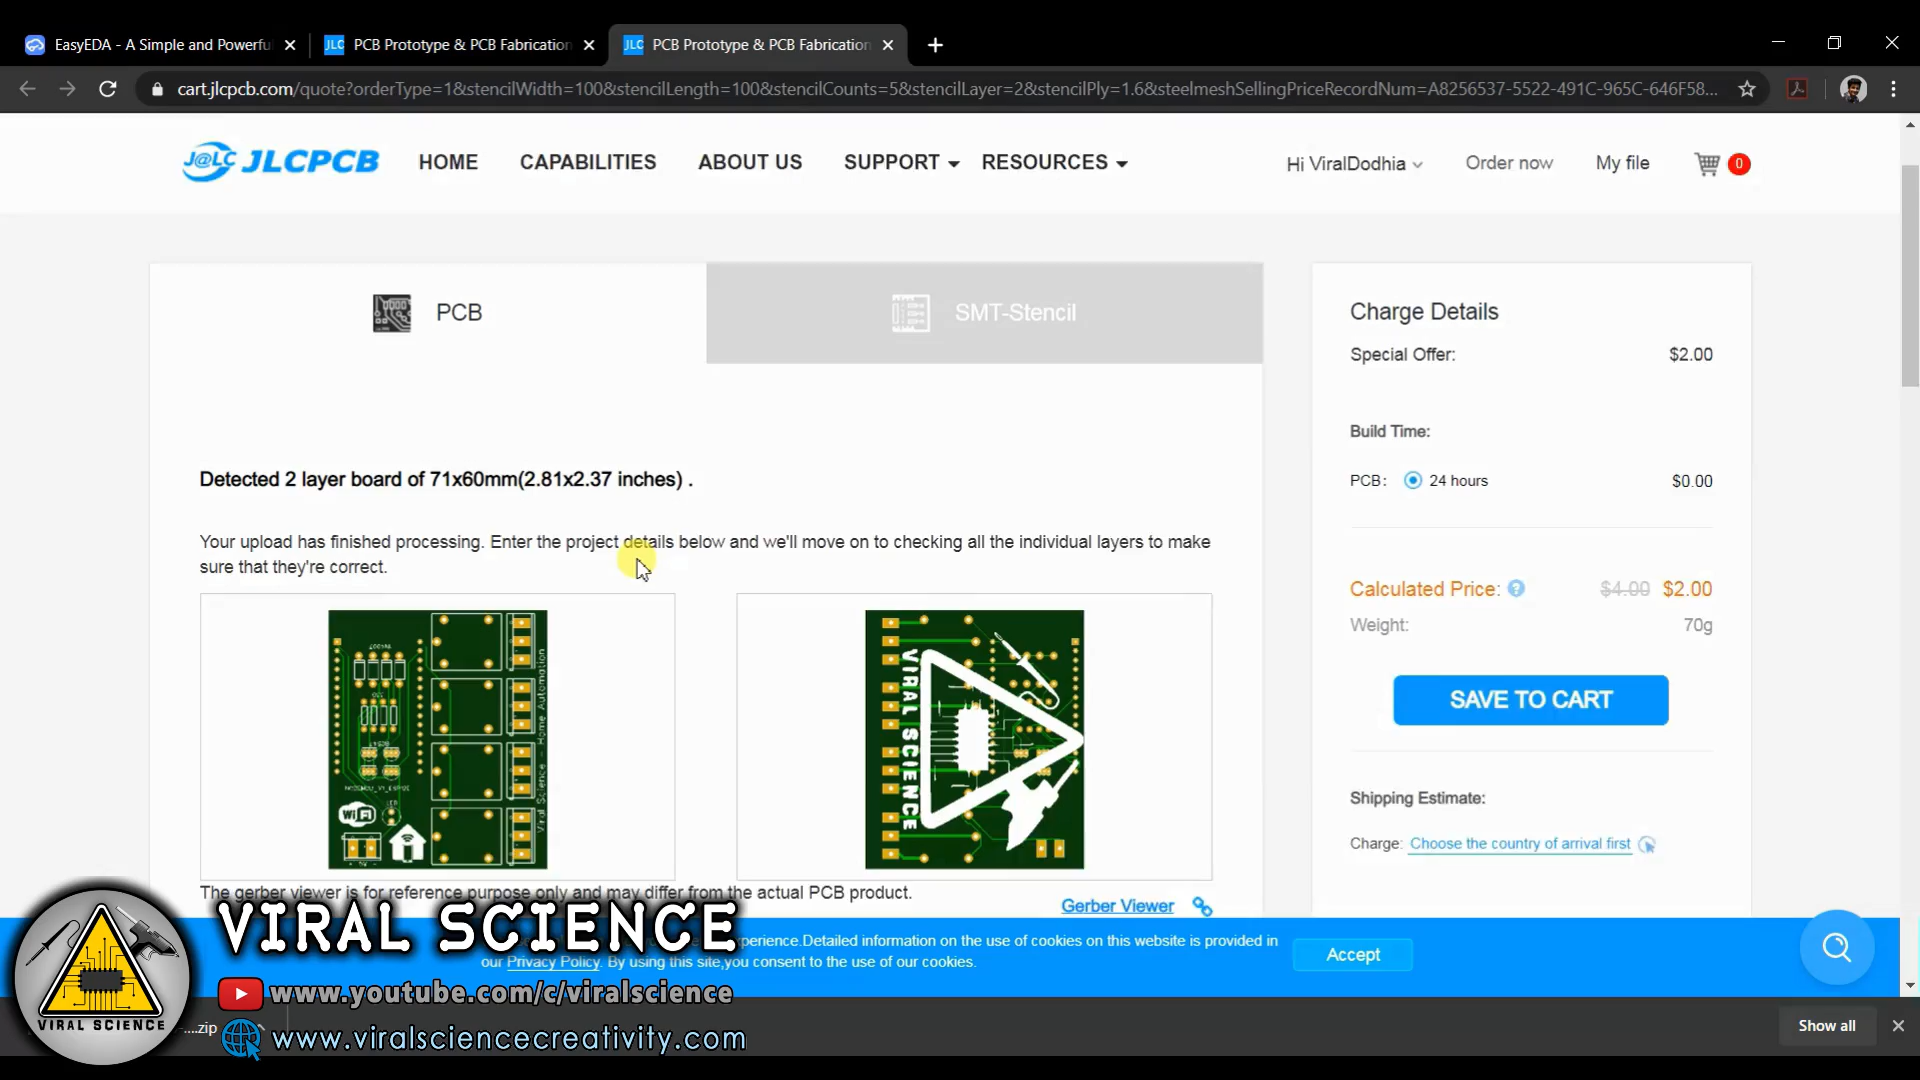 EasyEDA - A Simple and Powerfu
PCB Prototype & PCB Fabrication
PCB Prototype & PCB Fabrication
cart.jlcpcb.com/quote?orderType=1&stencilWidth=100&stencilLength=100&stencilCounts=5&stencilLayer=2&stencilPly=1.6&steelmeshSellingPriceRecordNum=A8256537-5522-491C-965C-646F58...
J@LC JLCPCB
HOME
CAPABILITIES
ABOUT US
SUPPORT
RESOURCES
Hi ViralDodhia
Order now
My file
0
PCB
SMT-Stencil
Detected 2 layer board of 71x60mm(2.81x2.37 inches) .
Your upload has finished processing. Enter the project details below and we'll move on to checking all the individual layers to make
sure that they're correct.
WiFi
Viral Science - Home Automation
VIRAL SCIENCE
The gerber viewer is for reference purpose only and may differ from the actual PCB product.
Gerber Viewer
Charge Details
Special Offer: $2.00
Build Time:
PCB: 24 hours $0.00
Calculated Price: ? $4.00 $2.00
Weight: 70g
SAVE TO CART
Shipping Estimate:
Charge: Choose the country of arrival first
perience.Detailed information on the use of cookies on this website is provided in
our Privacy Policy. By using this site,you consent to the use of our cookies.
Accept
VIRAL SCIENCE
VIRAL SCIENCE
www.youtube.com/c/viralscience
www.viralsciencecreativity.com
....zip
Show all